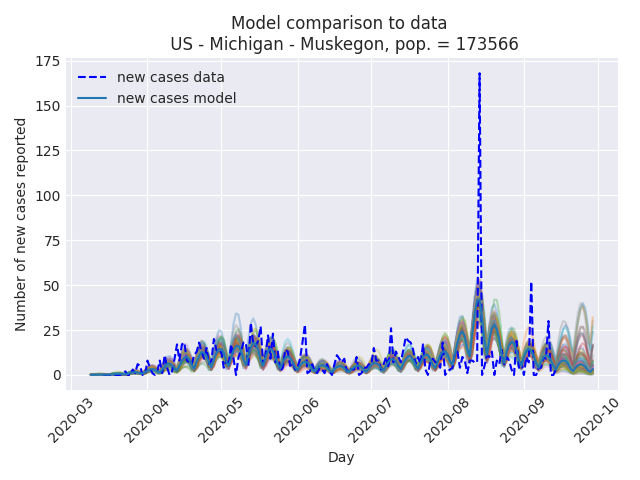 Model comparison to data
US - Michigan - Muskegon, pop. = 173566
175
150
125
100
75
50
25
0
Number of new cases reported
new cases data
new cases model
2020-03
2020-04
2020-05
2020-06
2020-07
2020-08
2020-09
2020-10
Day